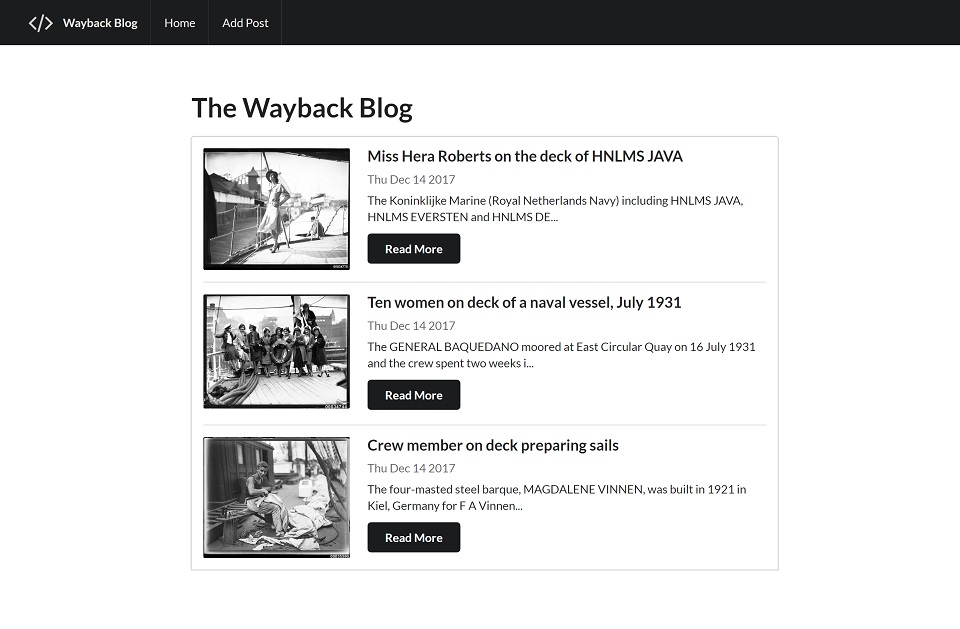 </> Wayback Blog Home Add Post
The Wayback Blog
Miss Hera Roberts on the deck of HNLMS JAVA
Thu Dec 14 2017
The Koninklijke Marine (Royal Netherlands Navy) including HNLMS JAVA,
HNLMS EVERSTEN and HNLMS DE...
Read More
Ten women on deck of a naval vessel, July 1931
Thu Dec 14 2017
The GENERAL BAQUEDANO moored at East Circular Quay on 16 July 1931
and the crew spent two weeks i...
Read More
Crew member on deck preparing sails
Thu Dec 14 2017
The four-masted steel barque, MAGDALENE VINNEN, was built in 1921 in
Kiel, Germany for F A Vinnen...
Read More